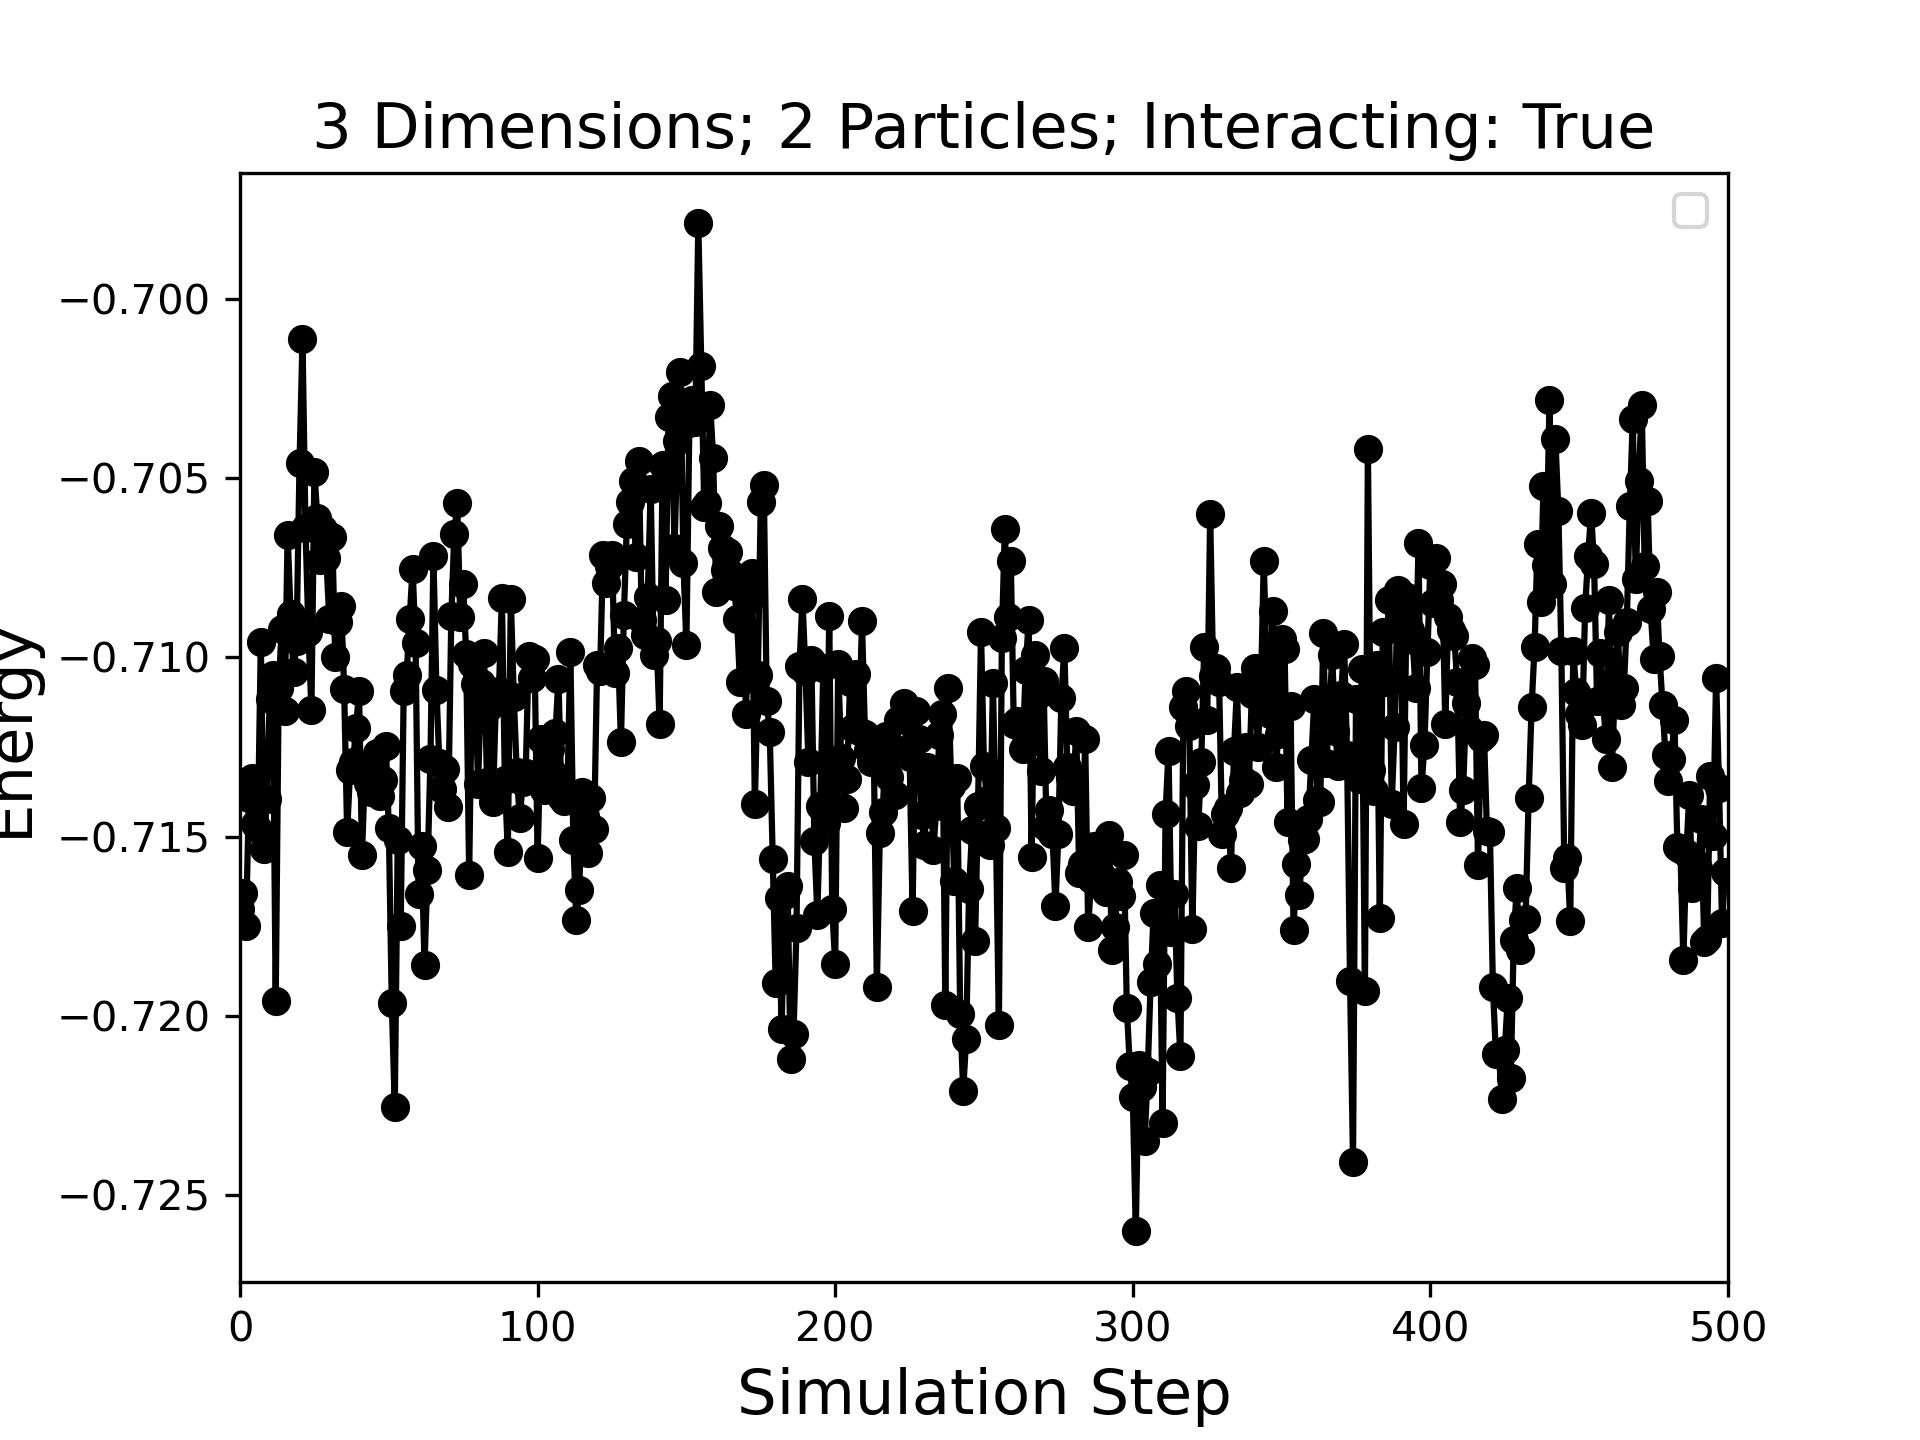 3 Dimensions; 2 Particles; Interacting: True
−0.700
−0.705
−0.710
−0.715
−0.720
−0.725
Energy
0 100 200 300 400 500
Simulation Step